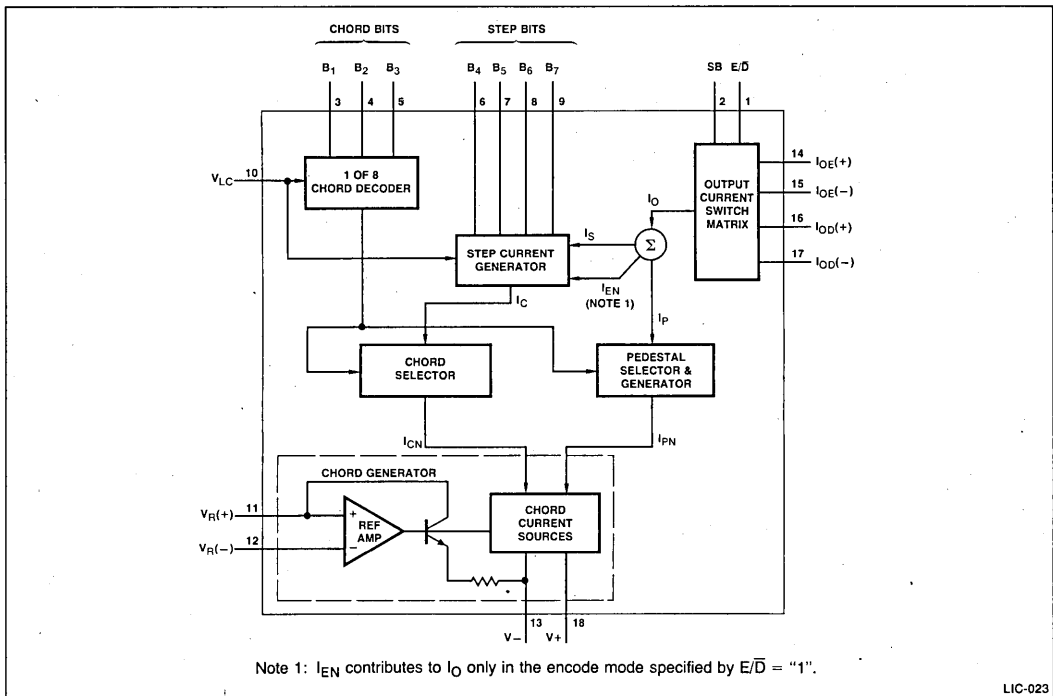 CHORD BITS
STEP BITS
B1 B2 B3 B4 B5 B6 B7 SB E/D̅
3 4 5 6 7 8 9 2 1
VLC 10
1 OF 8
CHORD DECODER
OUTPUT
CURRENT
SWITCH
MATRIX
14 IOE(+)
15 IOE(−)
16 IOD(+)
17 IOD(−)
IO
Σ
IS
STEP CURRENT
GENERATOR
IEN
(NOTE 1)
IC
IP
CHORD
SELECTOR
PEDESTAL
SELECTOR &
GENERATOR
ICN
IPN
CHORD GENERATOR
VR(+) 11
VR(−) 12
+
REF
AMP
−
CHORD
CURRENT
SOURCES
13 18
V− V+
Note 1: IEN contributes to IO only in the encode mode specified by E/D̅ = “1”.
LIC-023